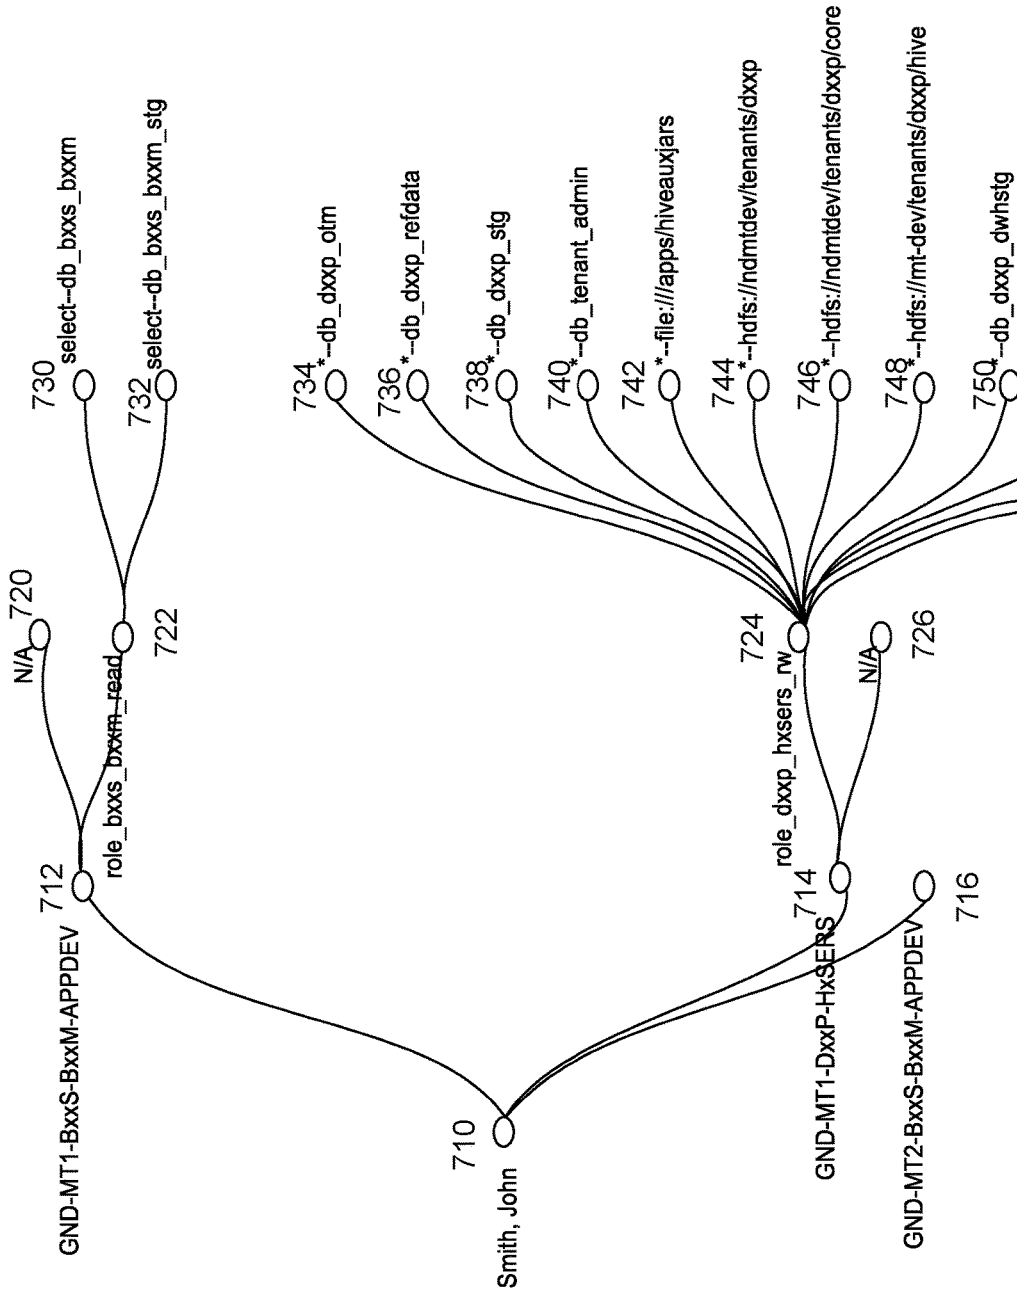 Smith, John
710
GND-MT1-BxxS-BxxM-APPDEV
712
GND-MT1-DxxP-HxSERS
714
GND-MT2-BxxS-BxxM-APPDEV
716
N/A
720
role_bxxs_bxxm_read
722
role_dxxp_hxsers_rw
724
N/A
726
730
select--db_bxxs_bxxm
732
select--db_bxxs_bxxm_stg
734
*--db_dxxp_otm
736
*--db_dxxp_refdata
738
*--db_dxxp_stg
740
*--db_tenant_admin
742
*--file:///apps/hiveauxjars
744
*--hdfs://ndmtdev/tenants/dxxp
746
*--hdfs://ndmtdev/tenants/dxxp/core
748
*--hdfs://mt-dev/tenants/dxxp/hive
750
*--db_dxxp_dwhstg